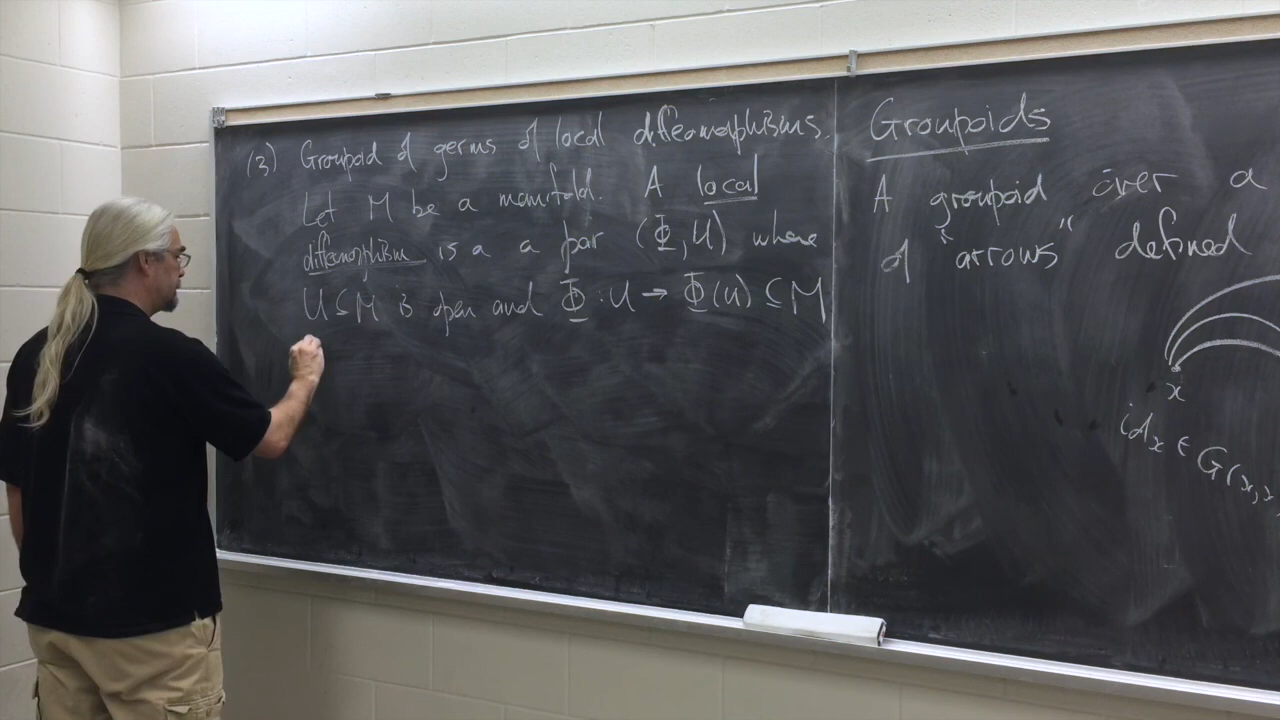 (3) Groupoid of germs of local diffeomorphisms.
Let M be a manifold. A local
diffeomorphism is a a pair (Φ, U) where
U ⊆ M is open and Φ : U → Φ(U) ⊆ M
Groupoids
A groupoid over a
of "arrows" defined
x
id_x ∈ G(x,x